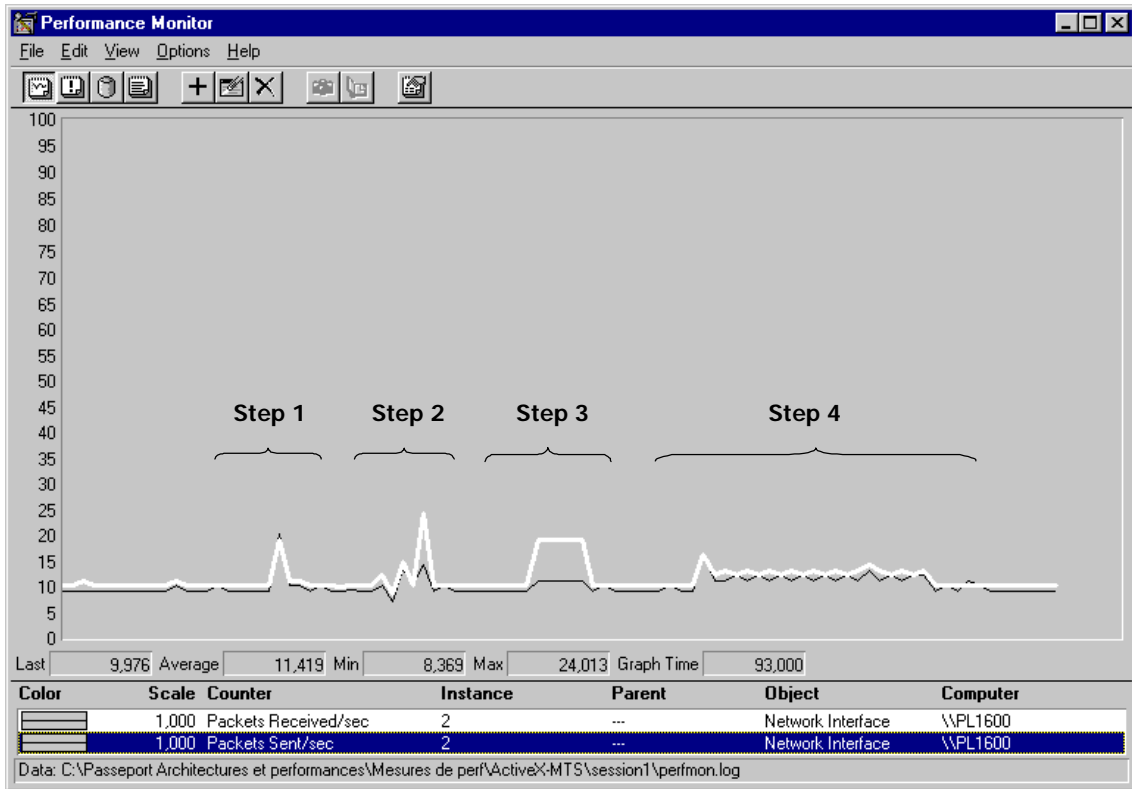 Performance Monitor
File Edit View Options Help
100
95
90
85
80
75
70
65
60
55
50
45
40
35
30
25
20
15
10
5
0
Step 1 Step 2 Step 3 Step 4
Last 9,976 Average 11,419 Min 8,369 Max 24,013 Graph Time 93,000
Color Scale Counter Instance Parent Object Computer
1,000 Packets Received/sec 2 --- Network Interface \\PL1600
1,000 Packets Sent/sec 2 --- Network Interface \\PL1600
Data: C:\Passeport Architectures et performances\Mesures de perf\ActiveX-MTS\session1\perfmon.log